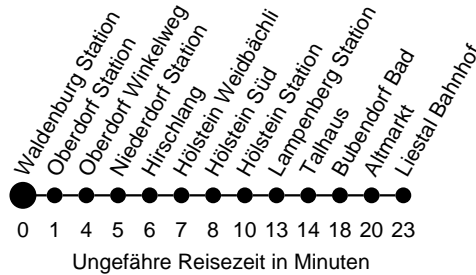 Waldenburg Station
Oberdorf Station
Oberdorf Winkelweg
Niederdorf Station
Hirschlang
Hölstein Weidbächli
Hölstein Süd
Hölstein Station
Lampenberg Station
Talhaus
Bubendorf Bad
Altmarkt
Liestal Bahnhof
0 1 4 5 6 7 8 10 13 14 18 20 23
Ungefähre Reisezeit in Minuten